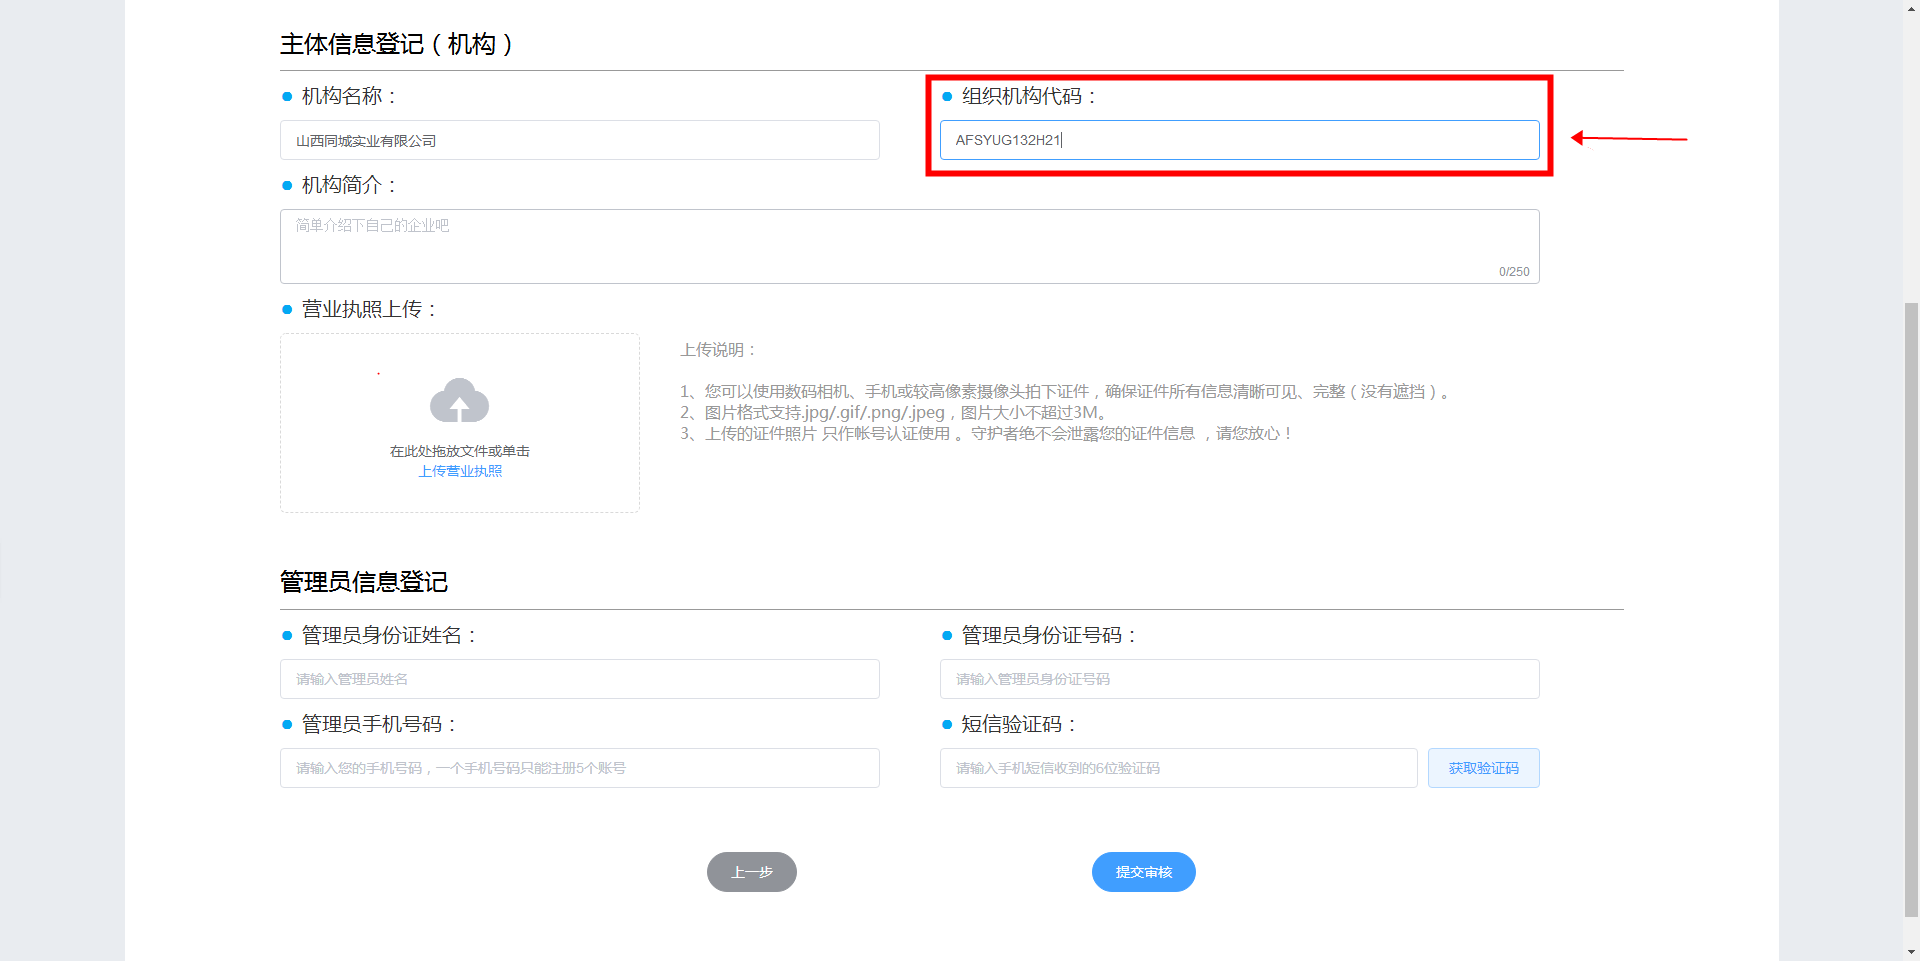 主体信息登记（机构）
机构名称：
组织机构代码：
山西同城实业有限公司
AFSYUG132H21
机构简介：
简单介绍下自己的企业吧
0/250
营业执照上传：
在此处拖放文件或单击
上传营业执照
上传说明：
1、您可以使用数码相机、手机或较高像素摄像头拍下证件，确保证件所有信息清晰可见、完整（没有遮挡）。
2、图片格式支持.jpg/.gif/.png/.jpeg，图片大小不超过3M。
3、上传的证件照片 只作帐号认证使用 。守护者绝不会泄露您的证件信息 ，请您放心！
管理员信息登记
管理员身份证姓名：
管理员身份证号码：
请输入管理员姓名
请输入管理员身份证号码
管理员手机号码：
短信验证码：
请输入您的手机号码，一个手机号码只能注册5个账号
请输入手机短信收到的6位验证码
获取验证码
上一步
提交审核